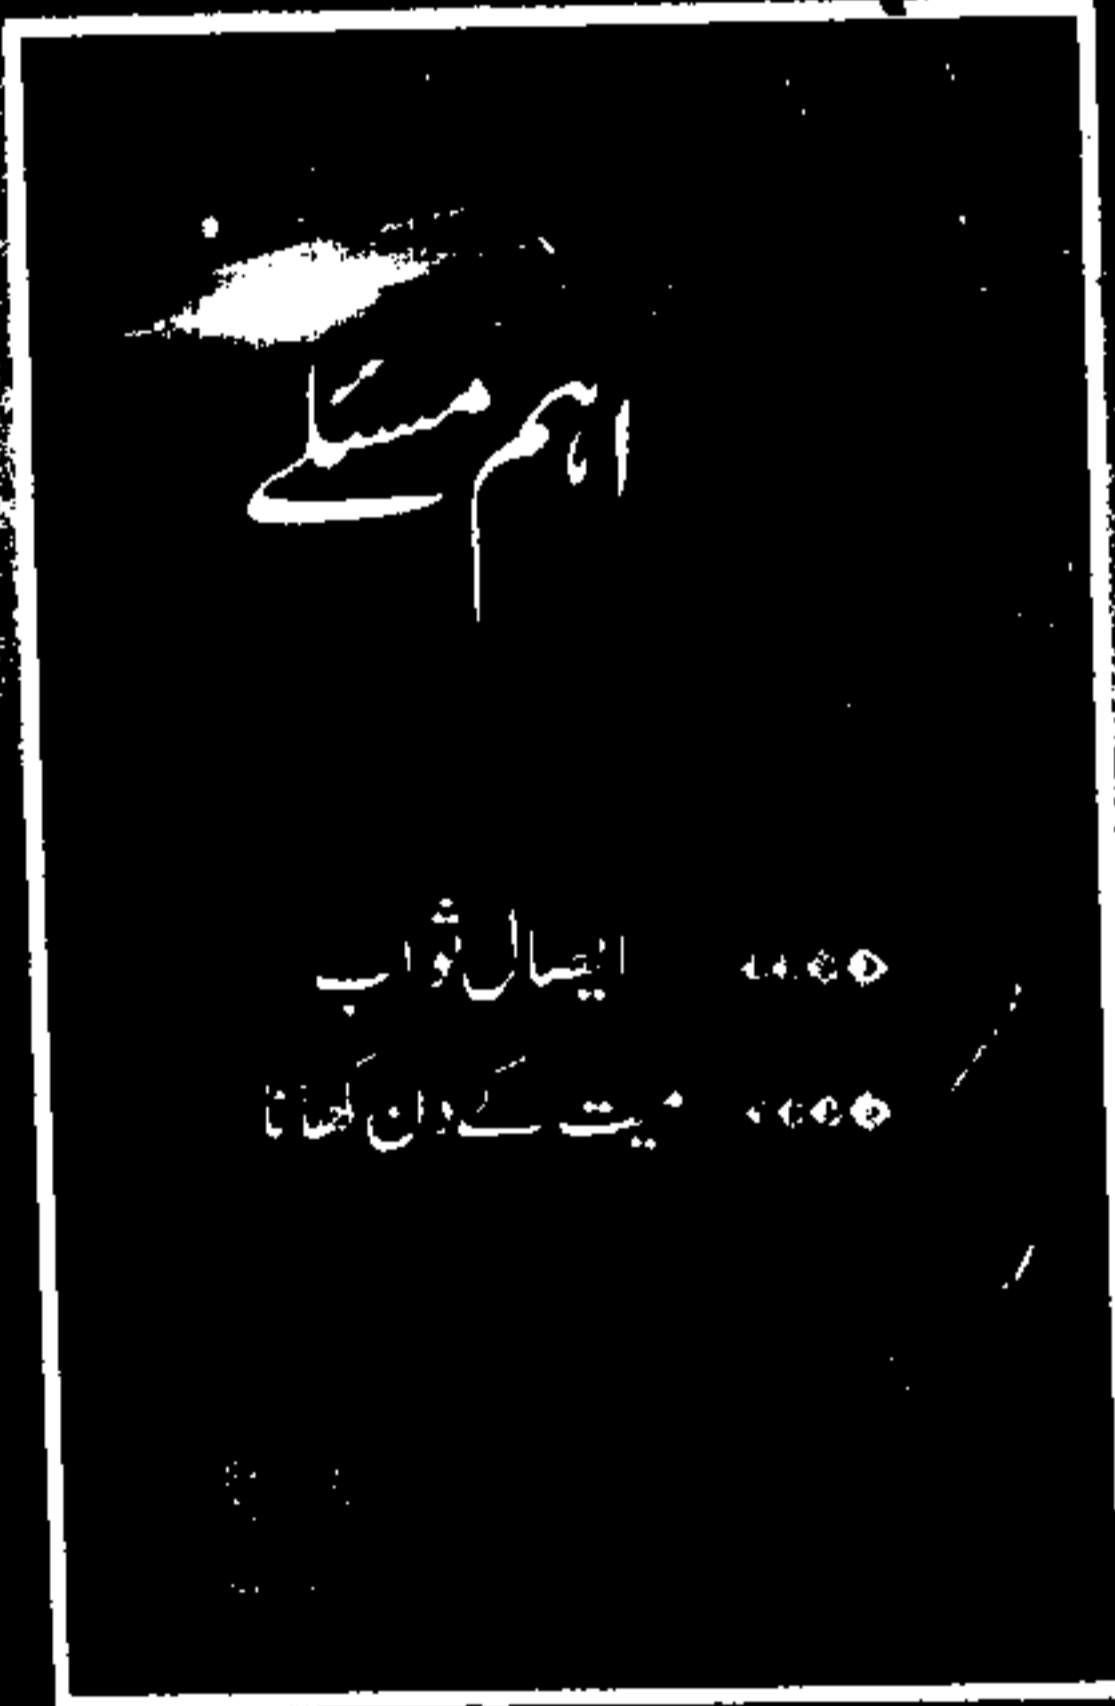 اہم مسئلے
ایصال ثواب
میت کے دن کھانا